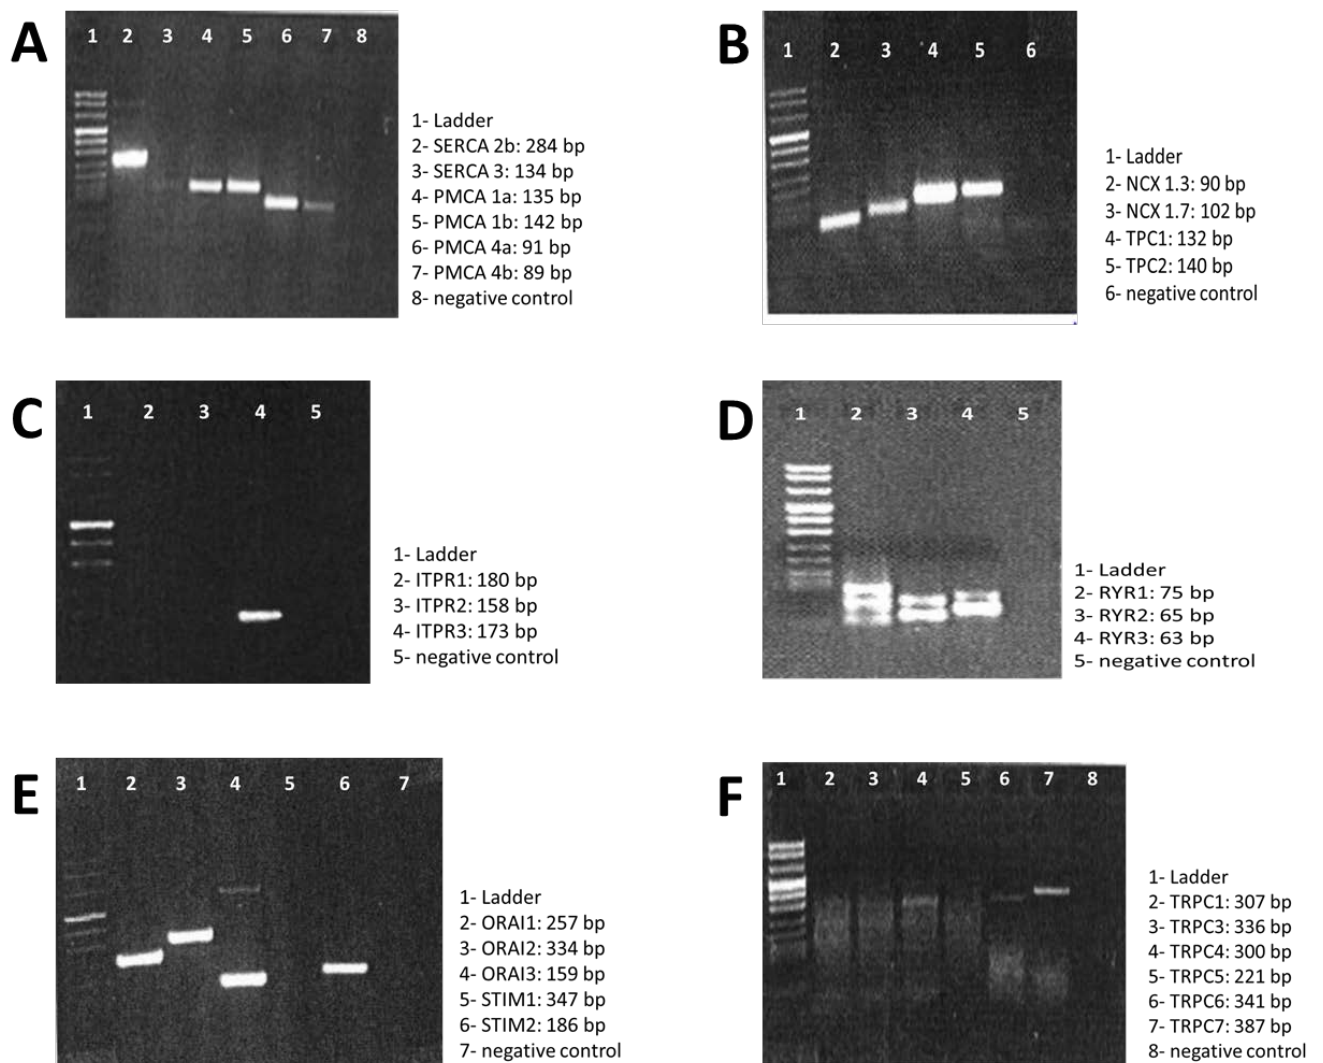 A
1 2 3 4 5 6 7 8
1- Ladder
2- SERCA 2b: 284 bp
3- SERCA 3: 134 bp
4- PMCA 1a: 135 bp
5- PMCA 1b: 142 bp
6- PMCA 4a: 91 bp
7- PMCA 4b: 89 bp
8- negative control
B
1 2 3 4 5 6
1- Ladder
2- NCX 1.3: 90 bp
3- NCX 1.7: 102 bp
4- TPC1: 132 bp
5- TPC2: 140 bp
6- negative control
C
1 2 3 4 5
1- Ladder
2- ITPR1: 180 bp
3- ITPR2: 158 bp
4- ITPR3: 173 bp
5- negative control
D
1 2 3 4 5
1- Ladder
2- RYR1: 75 bp
3- RYR2: 65 bp
4- RYR3: 63 bp
5- negative control
E
1 2 3 4 5 6 7
1- Ladder
2- ORAI1: 257 bp
3- ORAI2: 334 bp
4- ORAI3: 159 bp
5- STIM1: 347 bp
6- STIM2: 186 bp
7- negative control
F
1 2 3 4 5 6 7 8
1- Ladder
2- TRPC1: 307 bp
3- TRPC3: 336 bp
4- TRPC4: 300 bp
5- TRPC5: 221 bp
6- TRPC6: 341 bp
7- TRPC7: 387 bp
8- negative control